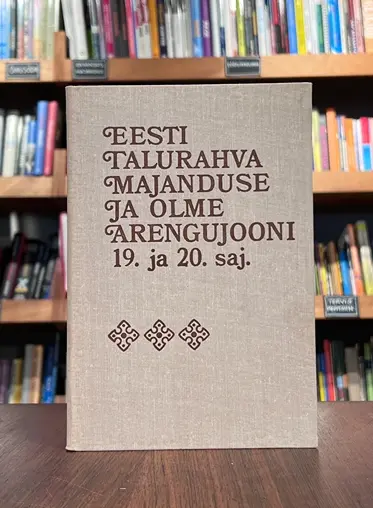 EESTI
TALURAHVA
MAJANDUSE
JA OLME
ARENGUJOONI
19. ja 20. saj.